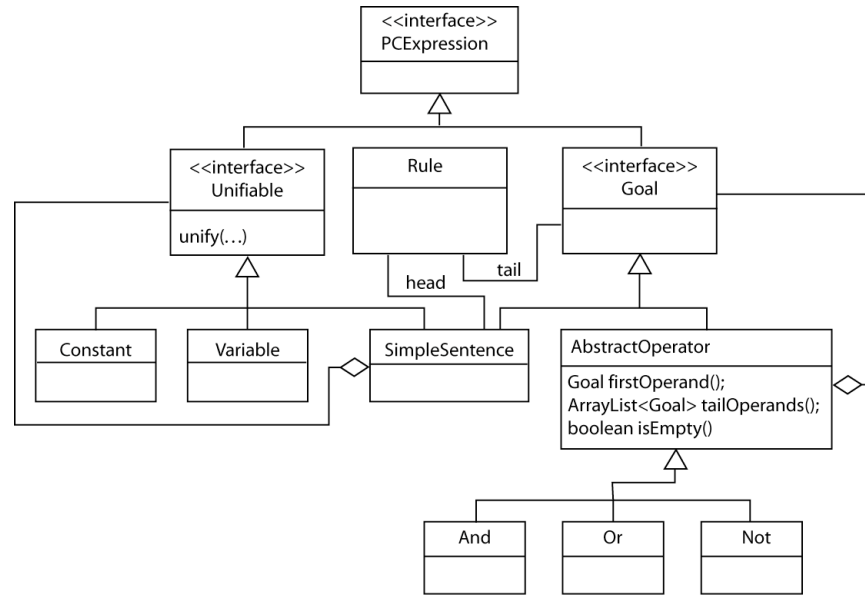 <<interface>>
PCExpression
<<interface>>
Unifiable
unify(…)
Rule
<<interface>>
Goal
head
tail
Constant
Variable
SimpleSentence
AbstractOperator
Goal firstOperand();
ArrayList<Goal> tailOperands();
boolean isEmpty()
And
Or
Not